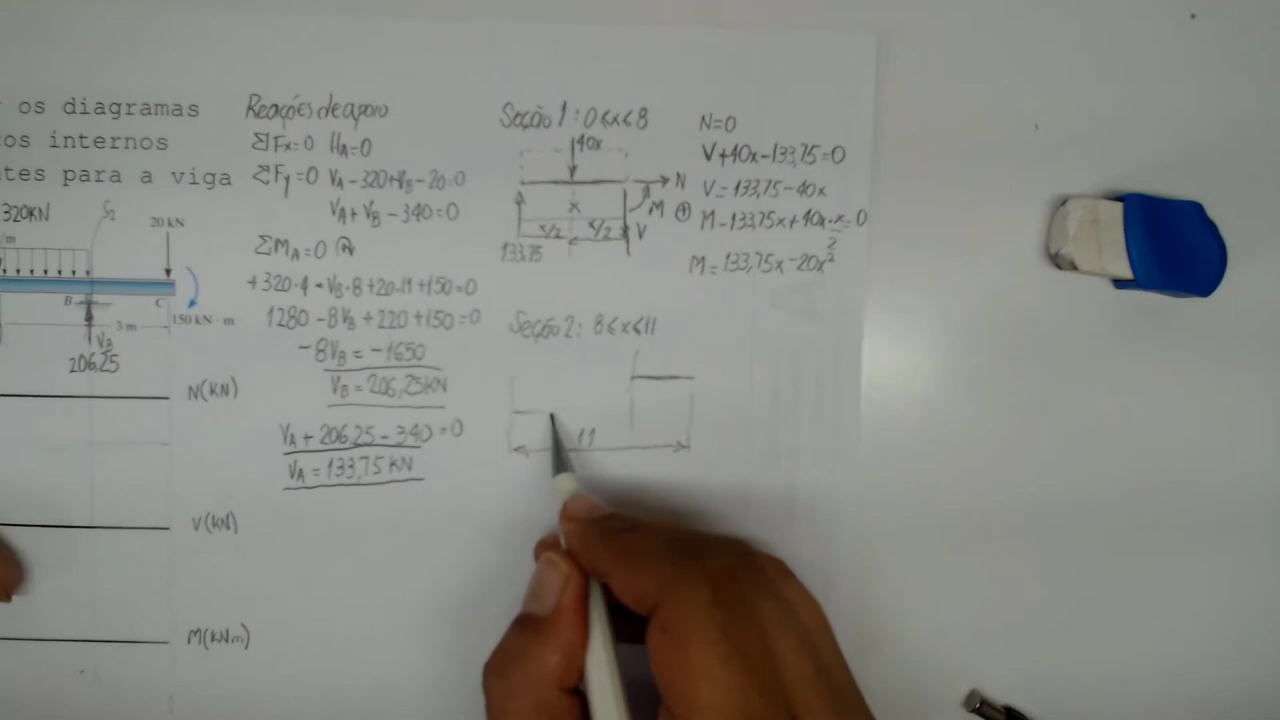 os diagramas
os internos
tes para a viga
320KN
S2
20 kN
m
B
C
3 m
150 kN · m
VB
206,25
N(KN)
V(KN)
M(KNm)
Reações de apoio
ΣFx=0 HA=0
ΣFy=0 VA-320+VB-20=0
VA+VB-340=0
ΣMA=0
+320·4-VB·8+20·11+150=0
1280-8VB+220+150=0
-8VB=-1650
VB=206,25KN
VA+206,25-340=0
VA=133,75KN
Seção 1: 0≤x≤8
40x
N
x
M
x/2
x/2
V
133,75
N=0
V+40x-133,75=0
V=133,75-40x
M-133,75x+40x·x/2=0
M=133,75x-20x²
Seção 2: 8≤x≤11
11